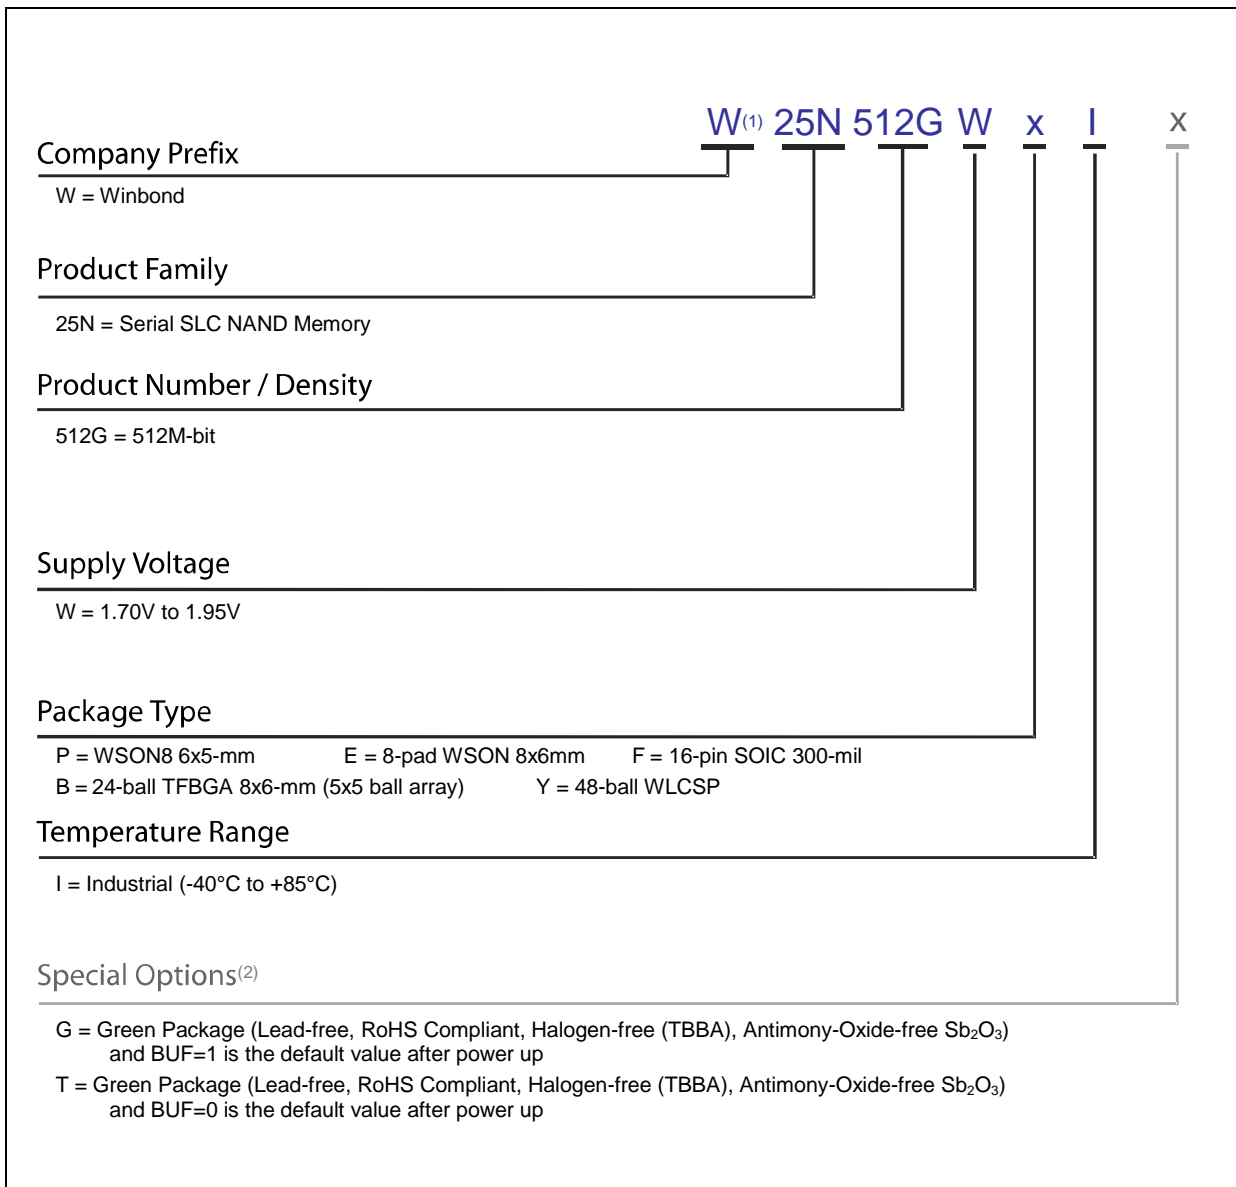 W(1) 25N 512G W x I x
Company Prefix
W = Winbond
Product Family
25N = Serial SLC NAND Memory
Product Number / Density
512G = 512M-bit
Supply Voltage
W = 1.70V to 1.95V
Package Type
P = WSON8 6x5-mm E = 8-pad WSON 8x6mm F = 16-pin SOIC 300-mil
B = 24-ball TFBGA 8x6-mm (5x5 ball array) Y = 48-ball WLCSP
Temperature Range
I = Industrial (-40°C to +85°C)
Special Options(2)
G = Green Package (Lead-free, RoHS Compliant, Halogen-free (TBBA), Antimony-Oxide-free Sb₂O₃)
and BUF=1 is the default value after power up
T = Green Package (Lead-free, RoHS Compliant, Halogen-free (TBBA), Antimony-Oxide-free Sb₂O₃)
and BUF=0 is the default value after power up